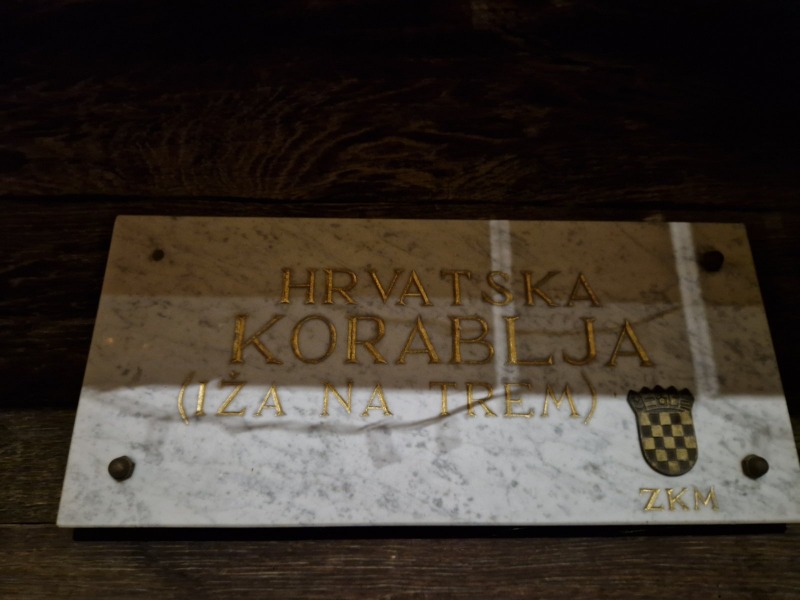 HRVATSKA
KORABLJA
(IŽA NA TREM)
ZKM